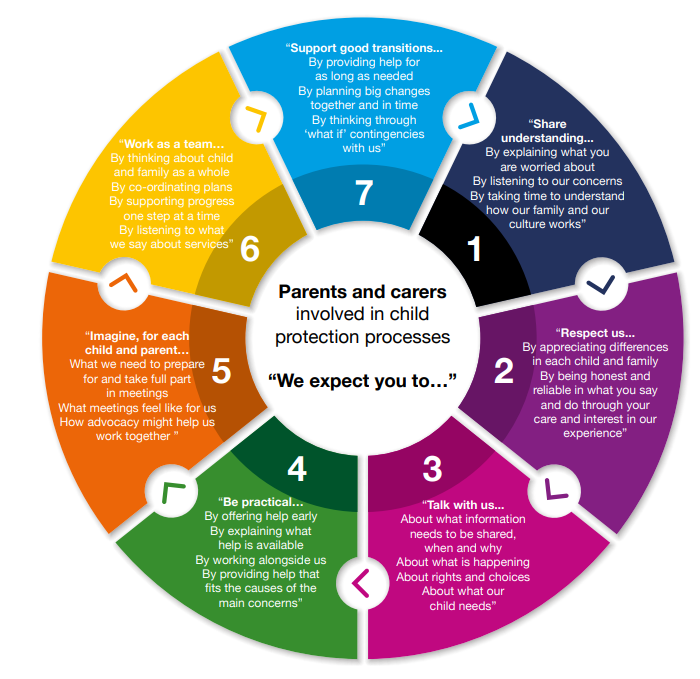 Parents and carers
involved in child
protection processes
“We expect you to…”
1
“Share
understanding...
By explaining what you
are worried about
By listening to our concerns
By taking time to understand
how our family and our
culture works”
2
“Respect us...
By appreciating differences
in each child and family
By being honest and
reliable in what you say
and do through your
care and interest in our
experience”
3
“Talk with us...
About what information
needs to be shared,
when and why
About what is happening
About rights and choices
About what our
child needs”
4
“Be practical…
By offering help early
By explaining what
help is available
By working alongside us
By providing help that
fits the causes of the
main concerns”
5
“Imagine, for each
child and parent…
What we need to prepare
for and take full part
in meetings
What meetings feel like for us
How advocacy might help us
work together ”
6
“Work as a team…
By thinking about child
and family as a whole
By co-ordinating plans
By supporting progress
one step at a time
By listening to what
we say about services”
7
“Support good transitions...
By providing help for
as long as needed
By planning big changes
together and in time
By thinking through
‘what if’ contingencies
with us”